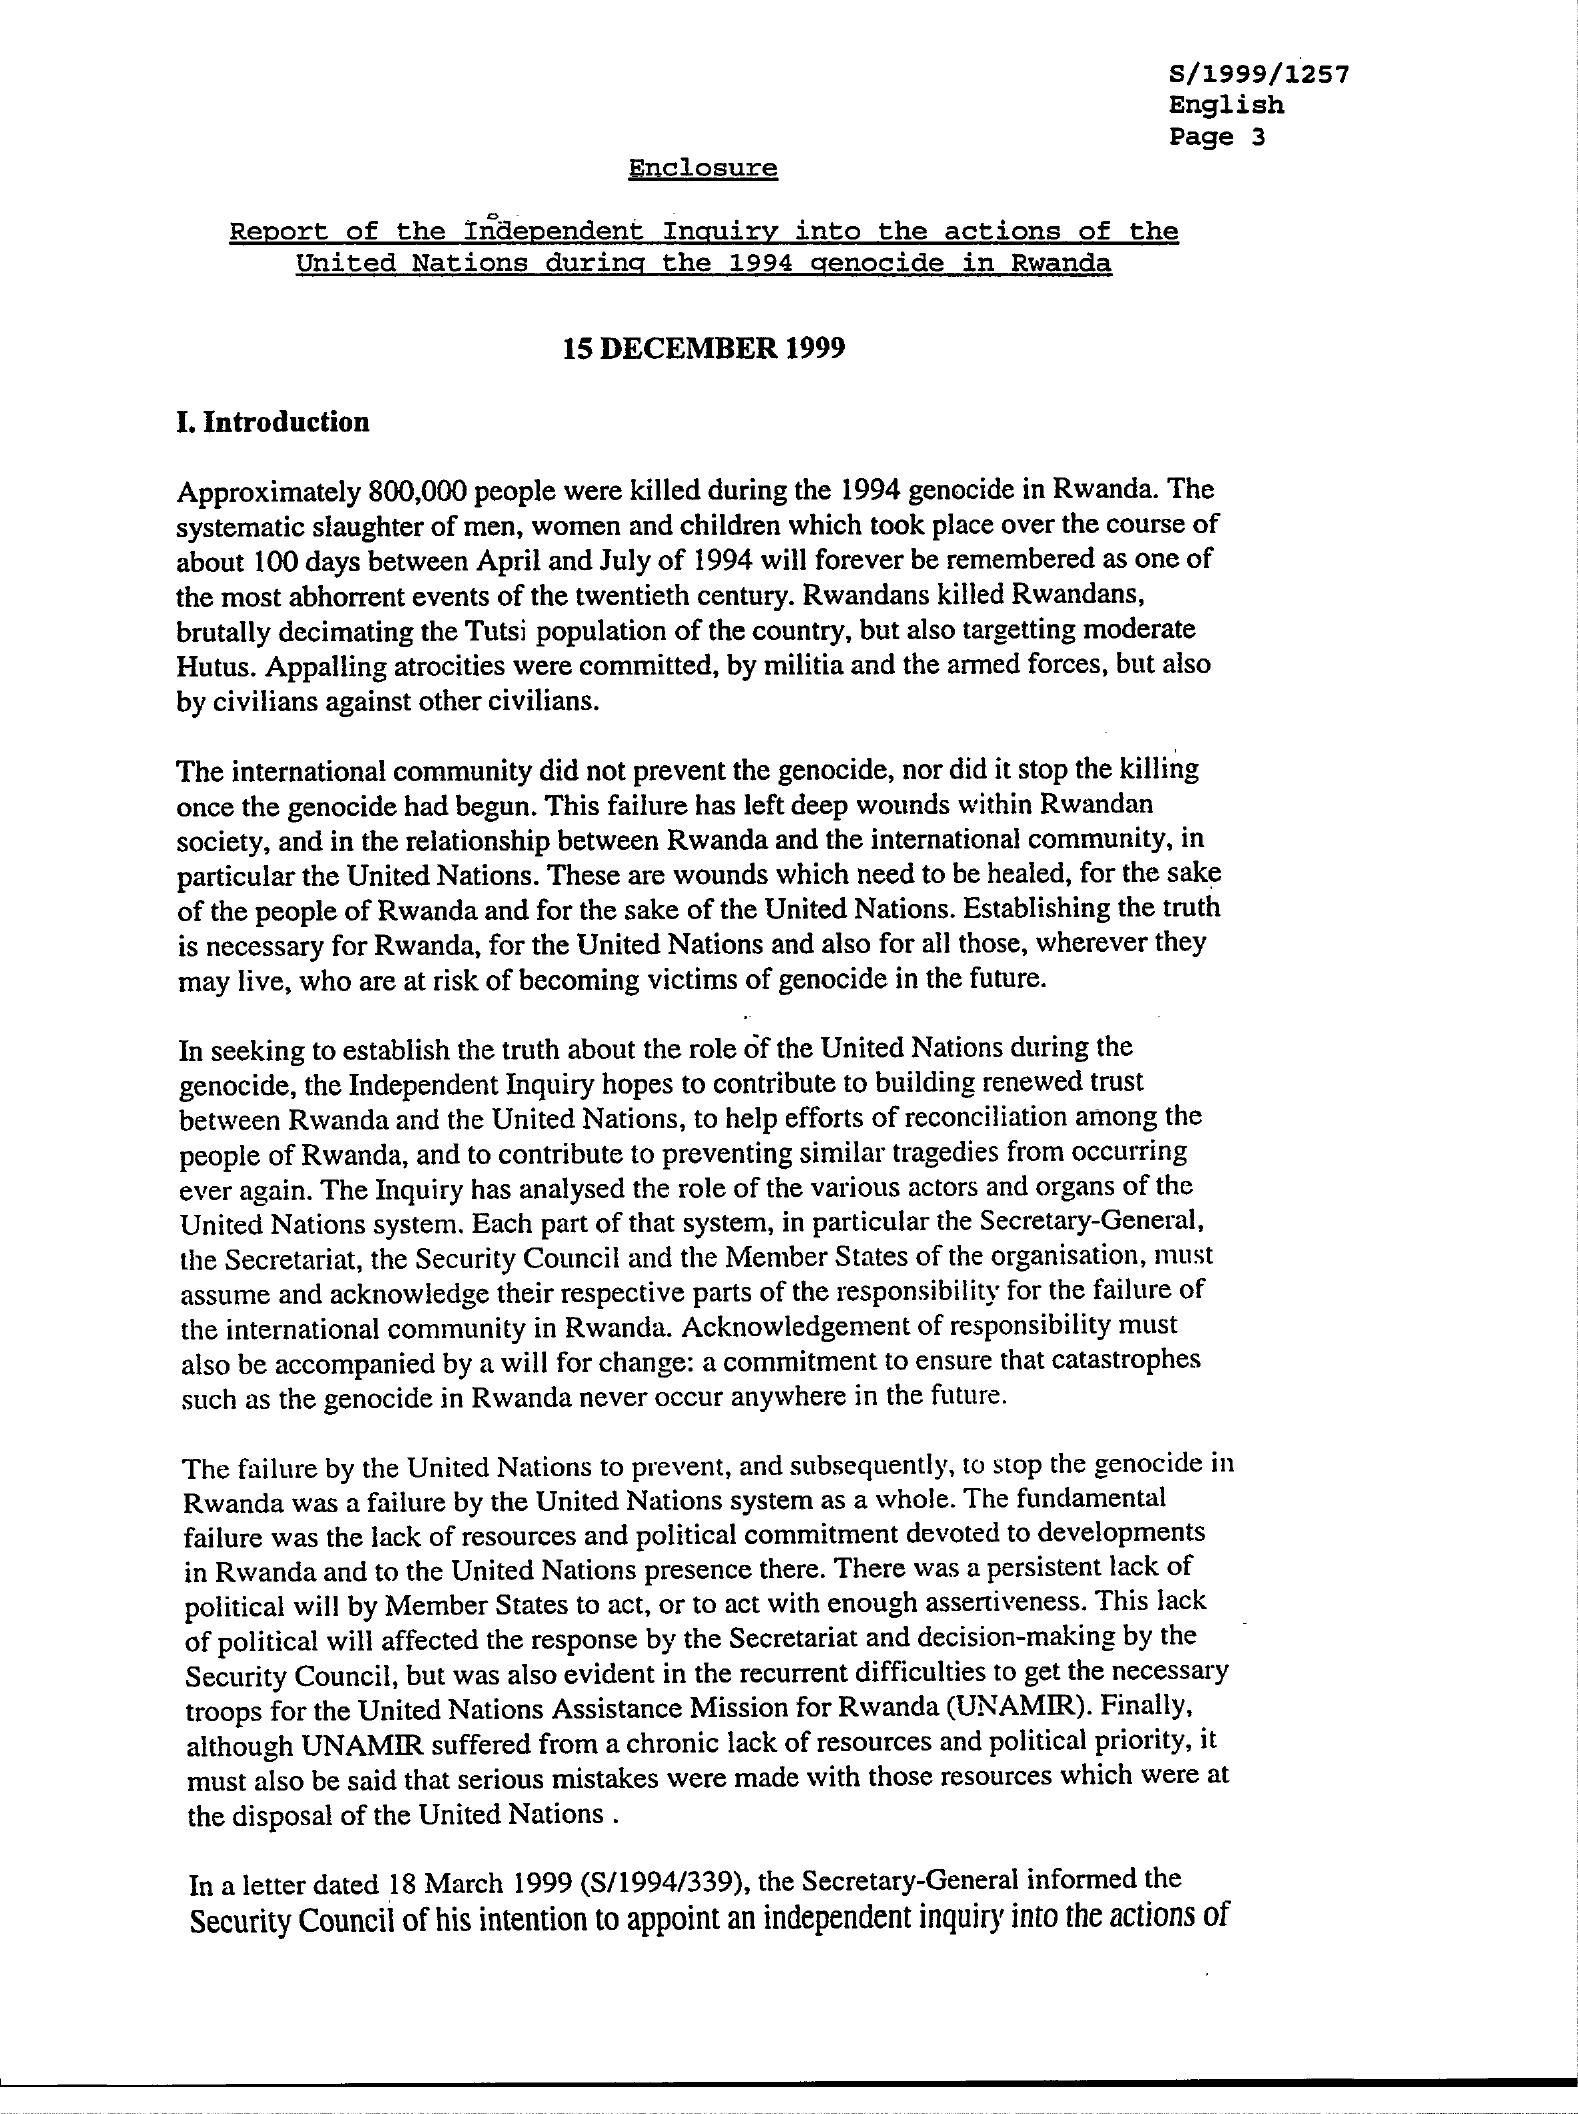 S/1999/1257
English
Page 3
Enclosure
Report of the Independent Inquiry into the actions of the
United Nations during the 1994 genocide in Rwanda
15 DECEMBER 1999
I. Introduction
Approximately 800,000 people were killed during the 1994 genocide in Rwanda. The
systematic slaughter of men, women and children which took place over the course of
about 100 days between April and July of 1994 will forever be remembered as one of
the most abhorrent events of the twentieth century. Rwandans killed Rwandans,
brutally decimating the Tutsi population of the country, but also targetting moderate
Hutus. Appalling atrocities were committed, by militia and the armed forces, but also
by civilians against other civilians.
The international community did not prevent the genocide, nor did it stop the killing
once the genocide had begun. This failure has left deep wounds within Rwandan
society, and in the relationship between Rwanda and the international community, in
particular the United Nations. These are wounds which need to be healed, for the sake
of the people of Rwanda and for the sake of the United Nations. Establishing the truth
is necessary for Rwanda, for the United Nations and also for all those, wherever they
may live, who are at risk of becoming victims of genocide in the future.
In seeking to establish the truth about the role of the United Nations during the
genocide, the Independent Inquiry hopes to contribute to building renewed trust
between Rwanda and the United Nations, to help efforts of reconciliation among the
people of Rwanda, and to contribute to preventing similar tragedies from occurring
ever again. The Inquiry has analysed the role of the various actors and organs of the
United Nations system. Each part of that system, in particular the Secretary-General,
the Secretariat, the Security Council and the Member States of the organisation, must
assume and acknowledge their respective parts of the responsibility for the failure of
the international community in Rwanda. Acknowledgement of responsibility must
also be accompanied by a will for change: a commitment to ensure that catastrophes
such as the genocide in Rwanda never occur anywhere in the future.
The failure by the United Nations to prevent, and subsequently, to stop the genocide in
Rwanda was a failure by the United Nations system as a whole. The fundamental
failure was the lack of resources and political commitment devoted to developments
in Rwanda and to the United Nations presence there. There was a persistent lack of
political will by Member States to act, or to act with enough assertiveness. This lack
of political will affected the response by the Secretariat and decision-making by the
Security Council, but was also evident in the recurrent difficulties to get the necessary
troops for the United Nations Assistance Mission for Rwanda (UNAMIR). Finally,
although UNAMIR suffered from a chronic lack of resources and political priority, it
must also be said that serious mistakes were made with those resources which were at
the disposal of the United Nations .
In a letter dated 18 March 1999 (S/1994/339), the Secretary-General informed the
Security Council of his intention to appoint an independent inquiry into the actions of